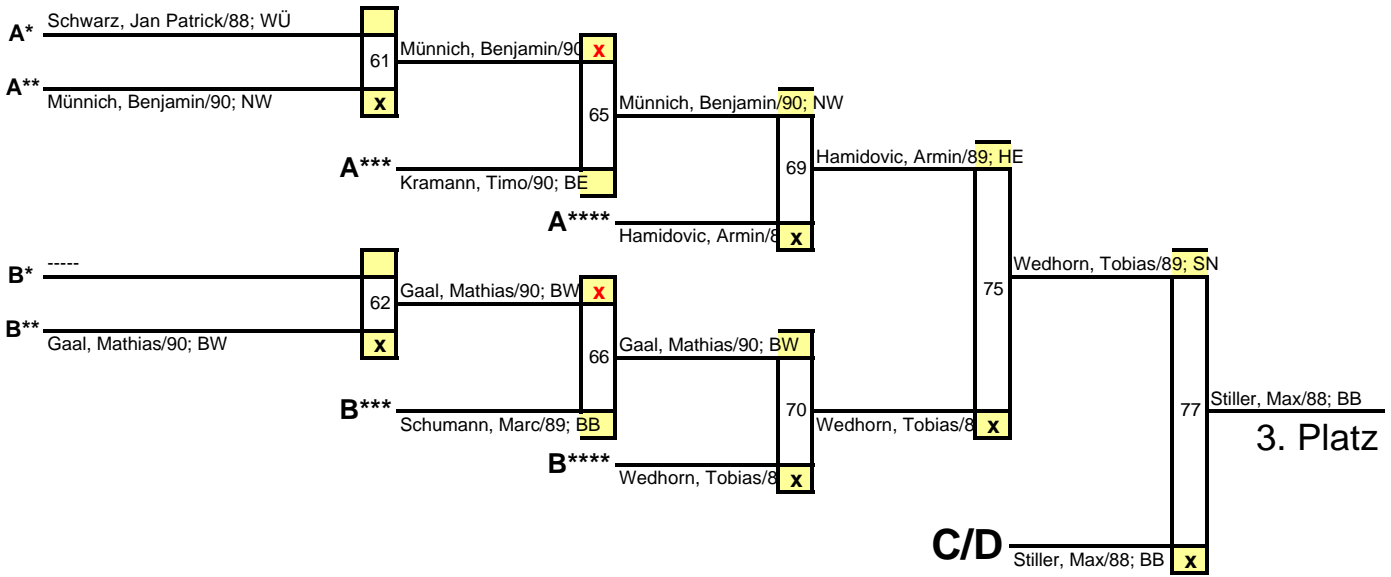 Schwarz, Jan Patrick/88; WÜ
A*
61
Münnich, Benjamin/90
x
A**
Münnich, Benjamin/90; NW
x
65
Münnich, Benjamin/90; NW
A***
Kramann, Timo/90; BE
69
Hamidovic, Armin/89; HE
A****
Hamidovic, Armin/8
x
B*
-----
62
Gaal, Mathias/90; BW
x
B**
Gaal, Mathias/90; BW
x
66
Gaal, Mathias/90; BW
75
Wedhorn, Tobias/89; SN
B***
Schumann, Marc/89; BB
70
Wedhorn, Tobias/8
x
B****
Wedhorn, Tobias/8
x
77
Stiller, Max/88; BB
3. Platz
C/D
Stiller, Max/88; BB
x